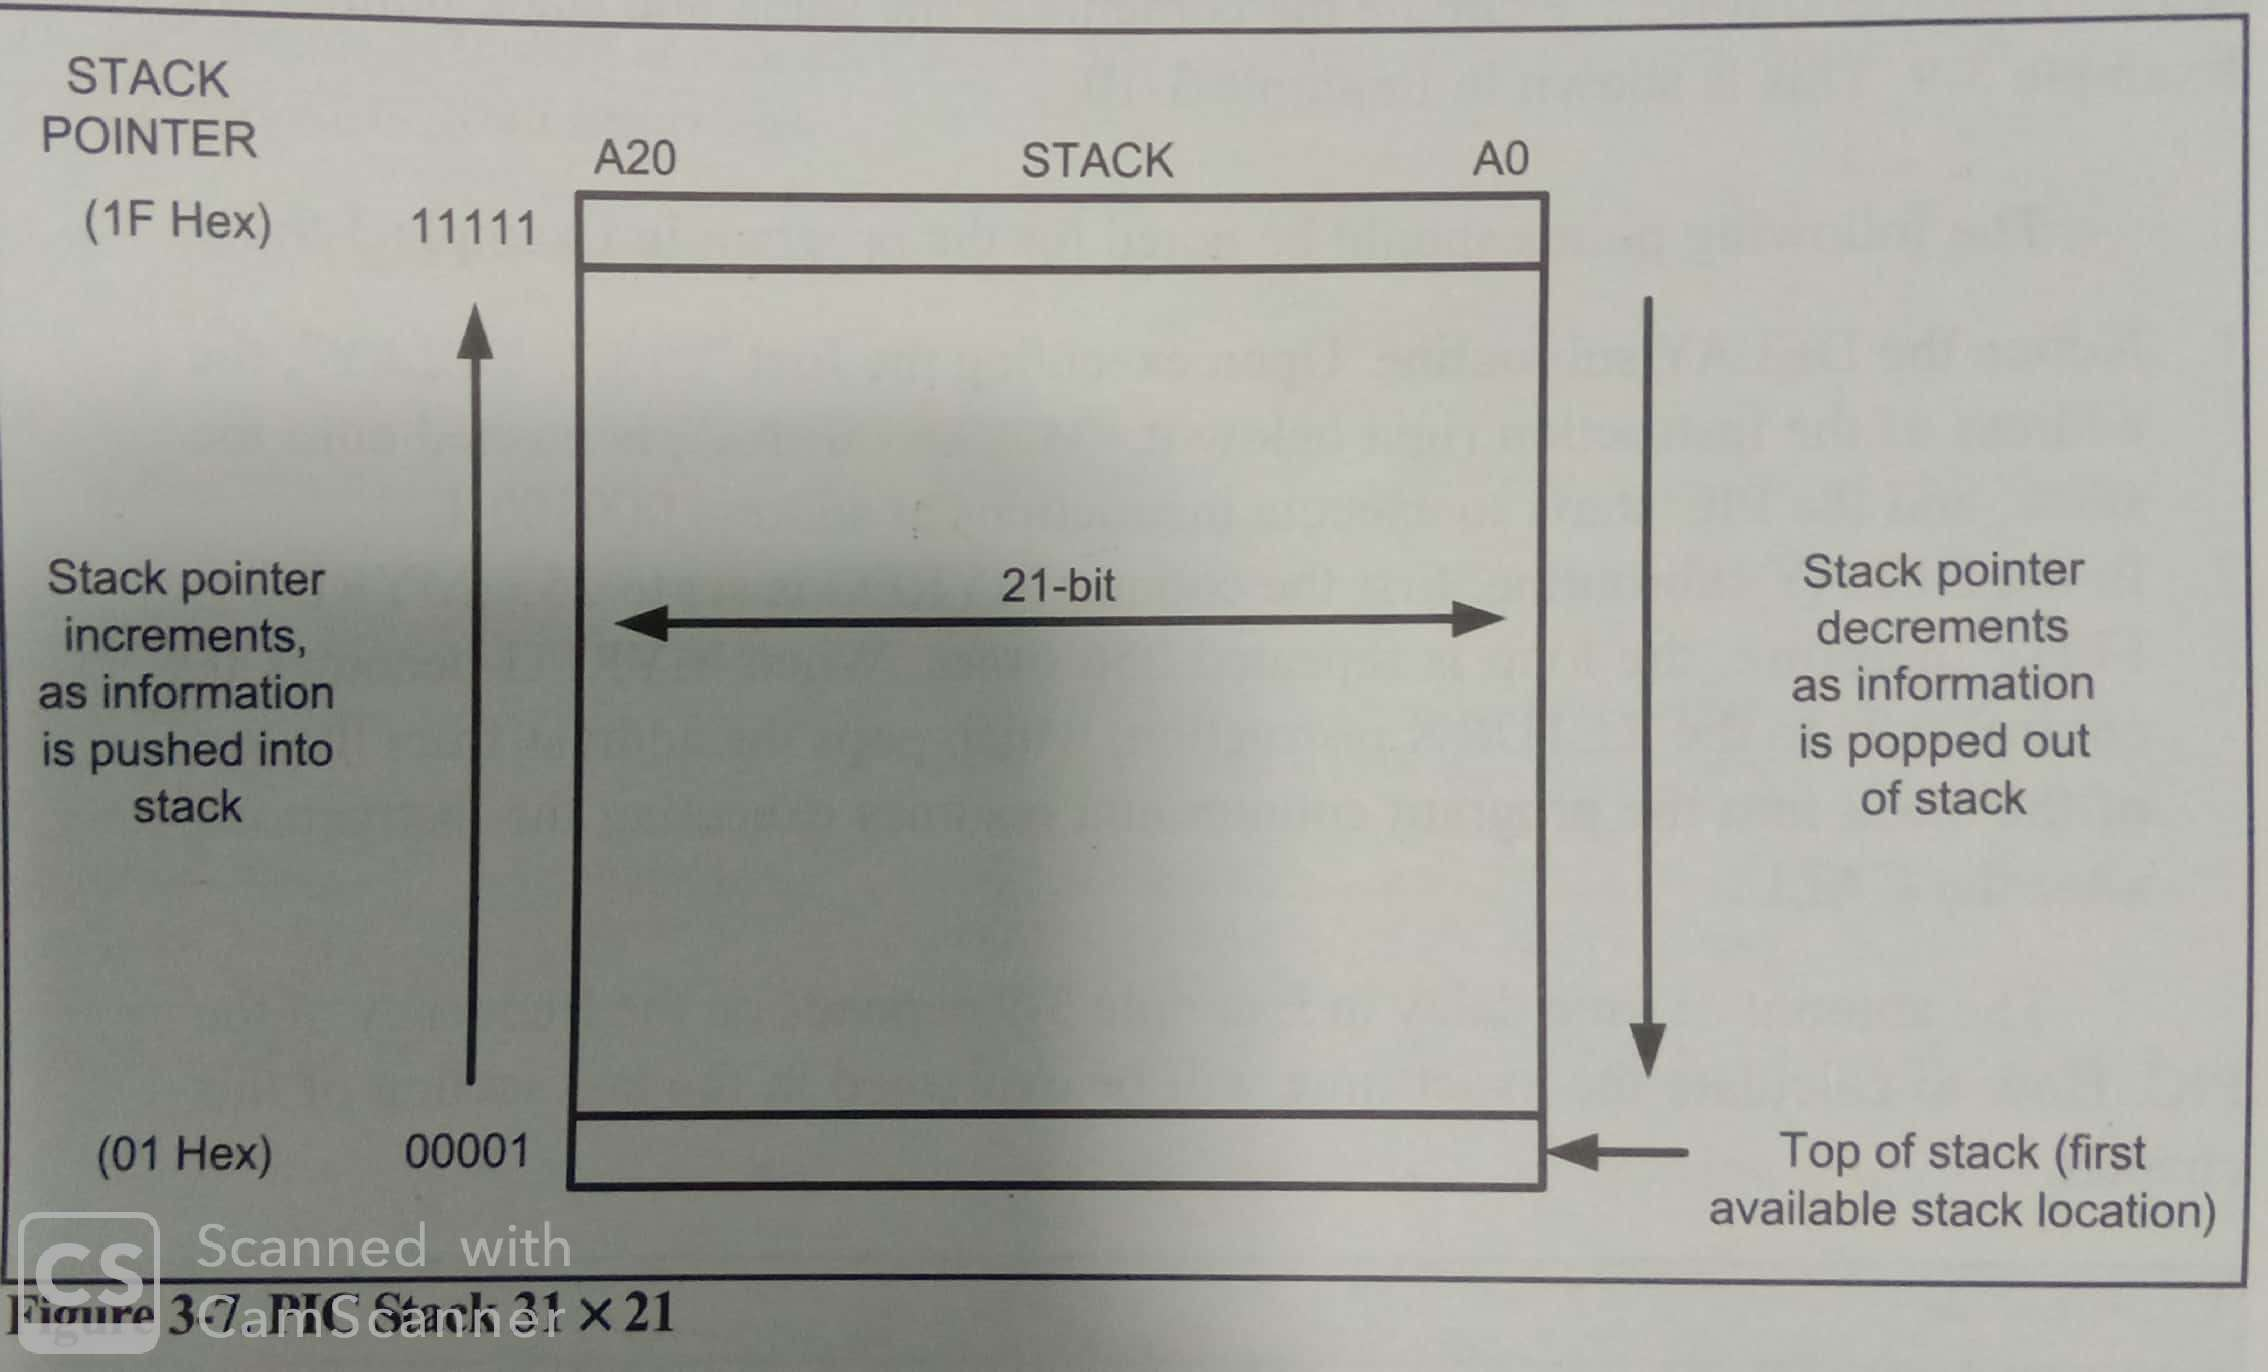 STACK
POINTER
(1F Hex)
11111
A20
STACK
A0
21-bit
Stack pointer
increments,
as information
is pushed into
stack
Stack pointer
decrements
as information
is popped out
of stack
(01 Hex)
00001
Top of stack (first
available stack location)
CS
Scanned with
CamScanner
Figure 3-7. PIC Stack 31 × 21